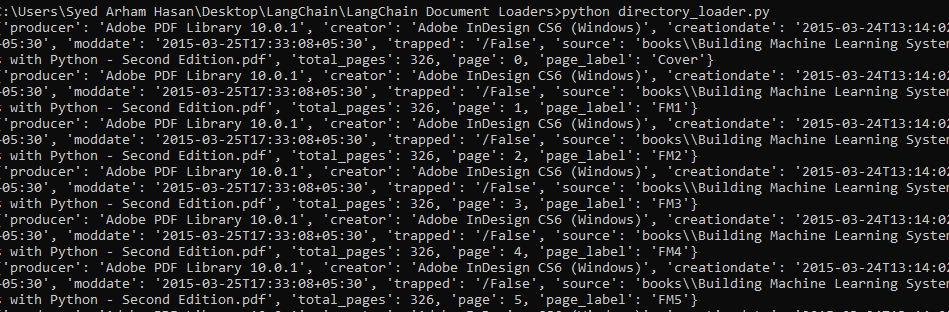 C:\Users\Syed Arham Hasan\Desktop\LangChain\LangChain Document Loaders>python directory_loader.py
{'producer': 'Adobe PDF Library 10.0.1', 'creator': 'Adobe InDesign CS6 (Windows)', 'creationdate': '2015-03-24T13:14:02
+05:30', 'moddate': '2015-03-25T17:33:08+05:30', 'trapped': '/False', 'source': 'books\\Building Machine Learning System
s with Python - Second Edition.pdf', 'total_pages': 326, 'page': 0, 'page_label': 'Cover'}
{'producer': 'Adobe PDF Library 10.0.1', 'creator': 'Adobe InDesign CS6 (Windows)', 'creationdate': '2015-03-24T13:14:02
+05:30', 'moddate': '2015-03-25T17:33:08+05:30', 'trapped': '/False', 'source': 'books\\Building Machine Learning System
s with Python - Second Edition.pdf', 'total_pages': 326, 'page': 1, 'page_label': 'FM1'}
{'producer': 'Adobe PDF Library 10.0.1', 'creator': 'Adobe InDesign CS6 (Windows)', 'creationdate': '2015-03-24T13:14:02
+05:30', 'moddate': '2015-03-25T17:33:08+05:30', 'trapped': '/False', 'source': 'books\\Building Machine Learning System
s with Python - Second Edition.pdf', 'total_pages': 326, 'page': 2, 'page_label': 'FM2'}
{'producer': 'Adobe PDF Library 10.0.1', 'creator': 'Adobe InDesign CS6 (Windows)', 'creationdate': '2015-03-24T13:14:02
+05:30', 'moddate': '2015-03-25T17:33:08+05:30', 'trapped': '/False', 'source': 'books\\Building Machine Learning System
s with Python - Second Edition.pdf', 'total_pages': 326, 'page': 3, 'page_label': 'FM3'}
{'producer': 'Adobe PDF Library 10.0.1', 'creator': 'Adobe InDesign CS6 (Windows)', 'creationdate': '2015-03-24T13:14:02
+05:30', 'moddate': '2015-03-25T17:33:08+05:30', 'trapped': '/False', 'source': 'books\\Building Machine Learning System
s with Python - Second Edition.pdf', 'total_pages': 326, 'page': 4, 'page_label': 'FM4'}
{'producer': 'Adobe PDF Library 10.0.1', 'creator': 'Adobe InDesign CS6 (Windows)', 'creationdate': '2015-03-24T13:14:02
+05:30', 'moddate': '2015-03-25T17:33:08+05:30', 'trapped': '/False', 'source': 'books\\Building Machine Learning System
s with Python - Second Edition.pdf', 'total_pages': 326, 'page': 5, 'page_label': 'FM5'}